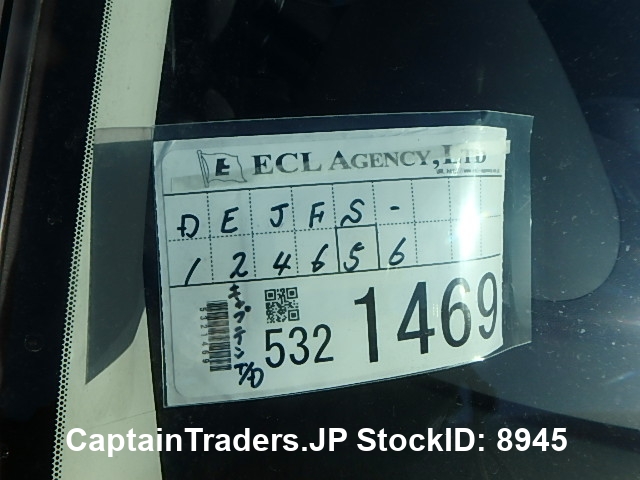 E ECL AGENCY, LTD
D E J F S -
1 2 4 6 5 6
キャプテンT/D
532 1469
CaptainTraders.JP StockID: 8945